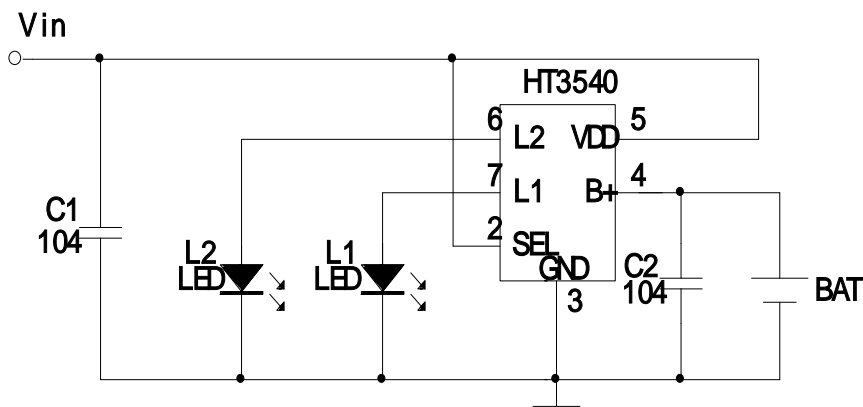 Vin
HT3540
6
L2
VDD
5
7
L1
B+
4
2
SEL
GND
3
C1
104
L2
LED
L1
LED
C2
104
BAT